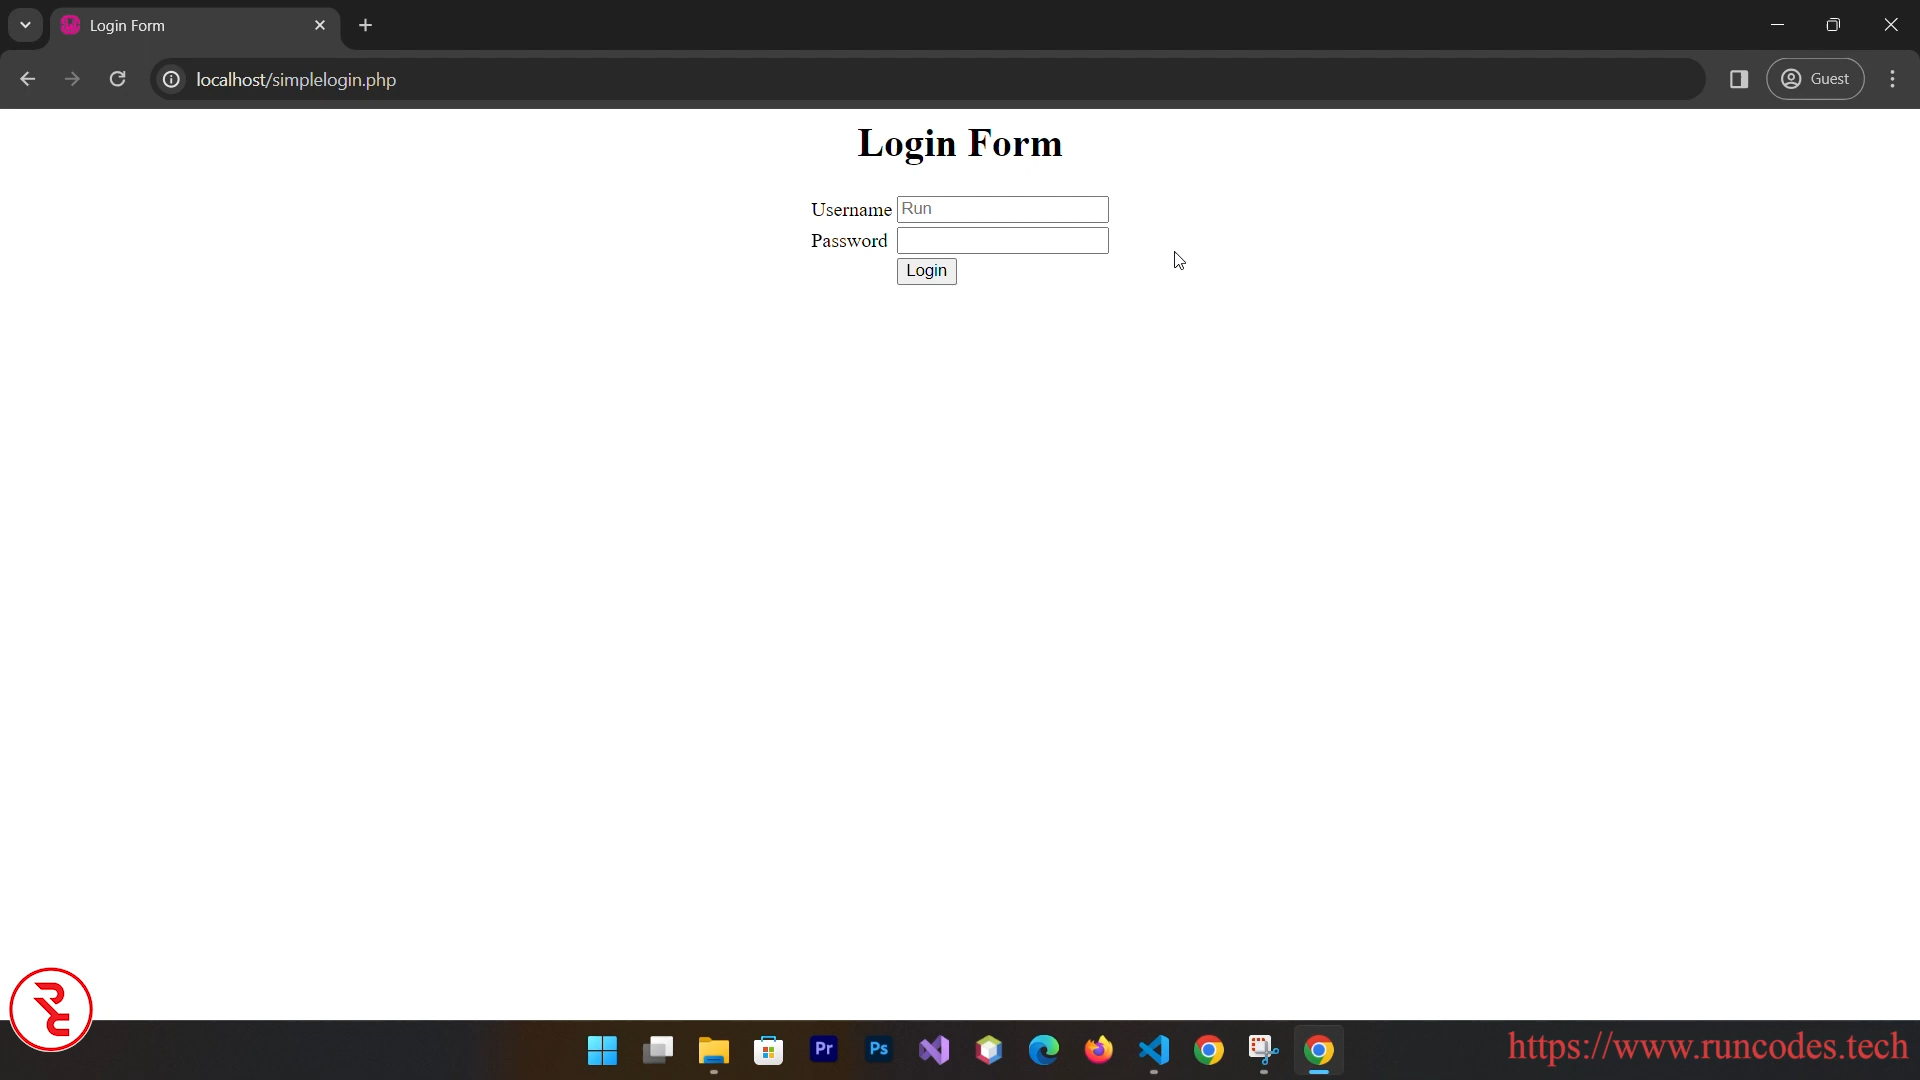 Login Form
localhost/simplelogin.php
Guest
Login Form
Username Run
Password
Login
Pr
Ps
https://www.runcodes.tech